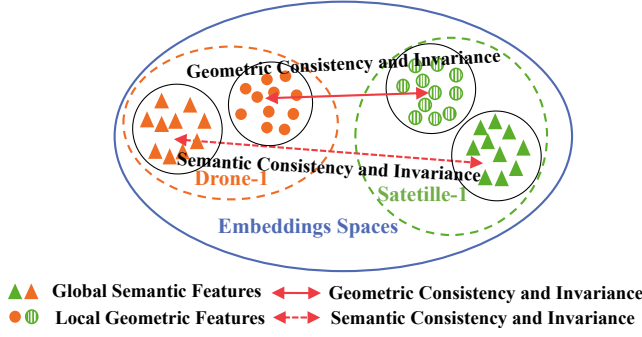 Geometric Consistency and Invariance
Semantic Consistency and Invariance
Drone-1
Satetille-1
Embeddings Spaces
Global Semantic Features
Geometric Consistency and Invariance
Local Geometric Features
Semantic Consistency and Invariance